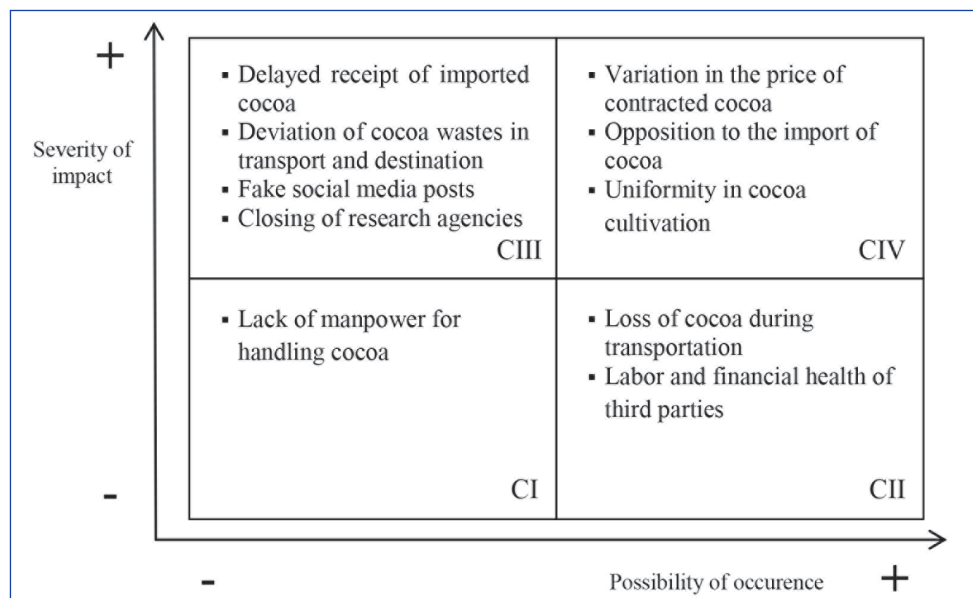 +
Severity of
impact
-
▪ Delayed receipt of imported
cocoa
▪ Deviation of cocoa wastes in
transport and destination
▪ Fake social media posts
▪ Closing of research agencies
CIII
▪ Variation in the price of
contracted cocoa
▪ Opposition to the import of
cocoa
▪ Uniformity in cocoa
cultivation
CIV
▪ Lack of manpower for
handling cocoa
CI
▪ Loss of cocoa during
transportation
▪ Labor and financial health of
third parties
CII
-
Possibility of occurence
+